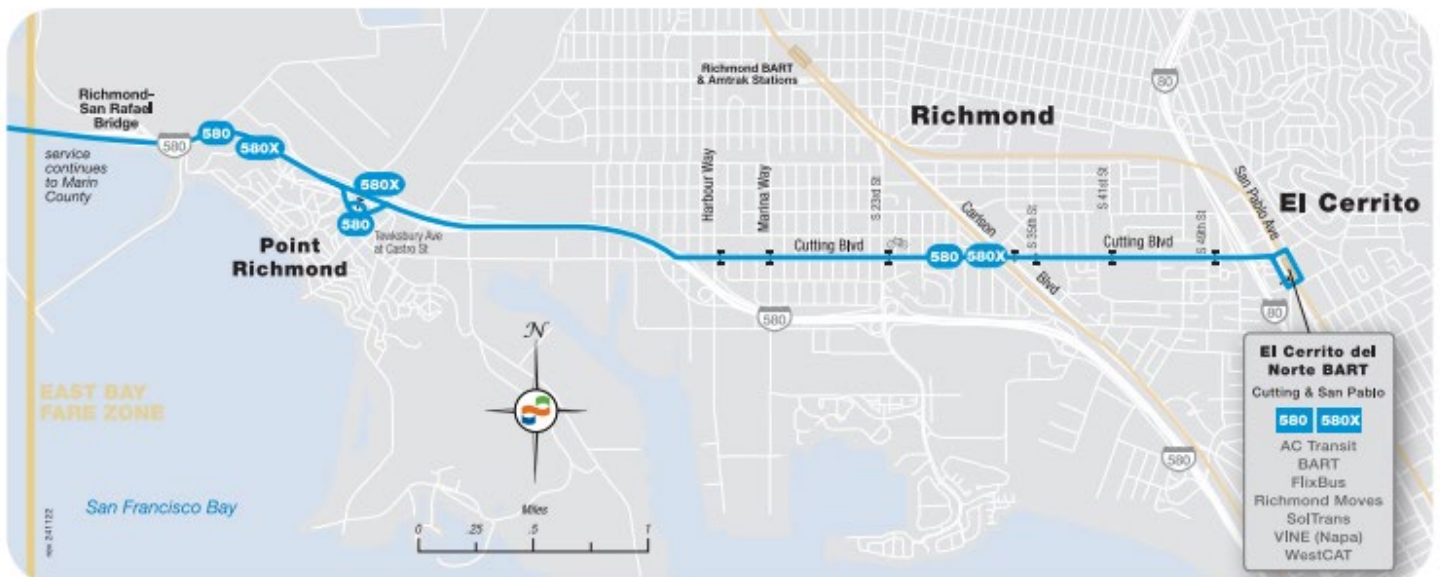 Richmond BART
& Amtrak Stations
Richmond
80
Richmond-
San Rafael
Bridge
580
580
580X
service
continues
to Marin
County
580X
580
Tewksbury Ave
at Castro St
Point
Richmond
Harbour Way
Marina Way
S 23rd St
Carlson
Blvd
S 35th St
S 41st St
S 49th St
San Pablo Ave
El Cerrito
Cutting Blvd
580
580X
Cutting Blvd
580
80
580
N
EAST BAY
FARE ZONE
San Francisco Bay
rev 241122
Miles
0 .25 .5 1
El Cerrito del
Norte BART
Cutting & San Pablo
580 580X
AC Transit
BART
FlixBus
Richmond Moves
SolTrans
VINE (Napa)
WestCAT